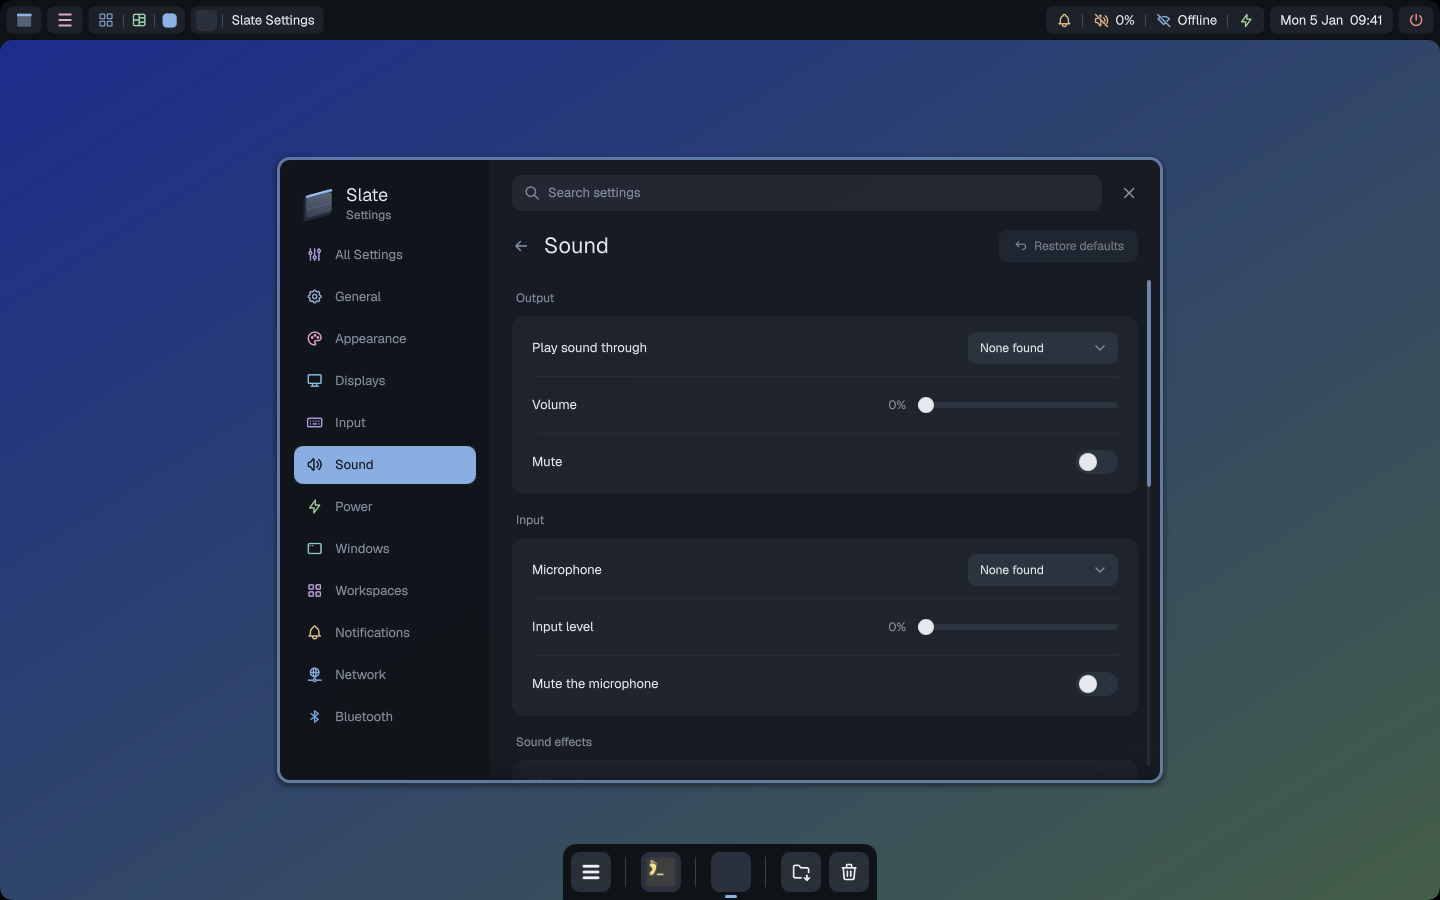 Slate Settings
0%
Offline
Mon 5 Jan 09:41
Slate
Settings
Search settings
Sound
Restore defaults
All Settings
General
Appearance
Displays
Input
Sound
Power
Windows
Workspaces
Notifications
Network
Bluetooth
Output
Play sound through
None found
Volume
0%
Mute
Input
Microphone
None found
Input level
0%
Mute the microphone
Sound effects